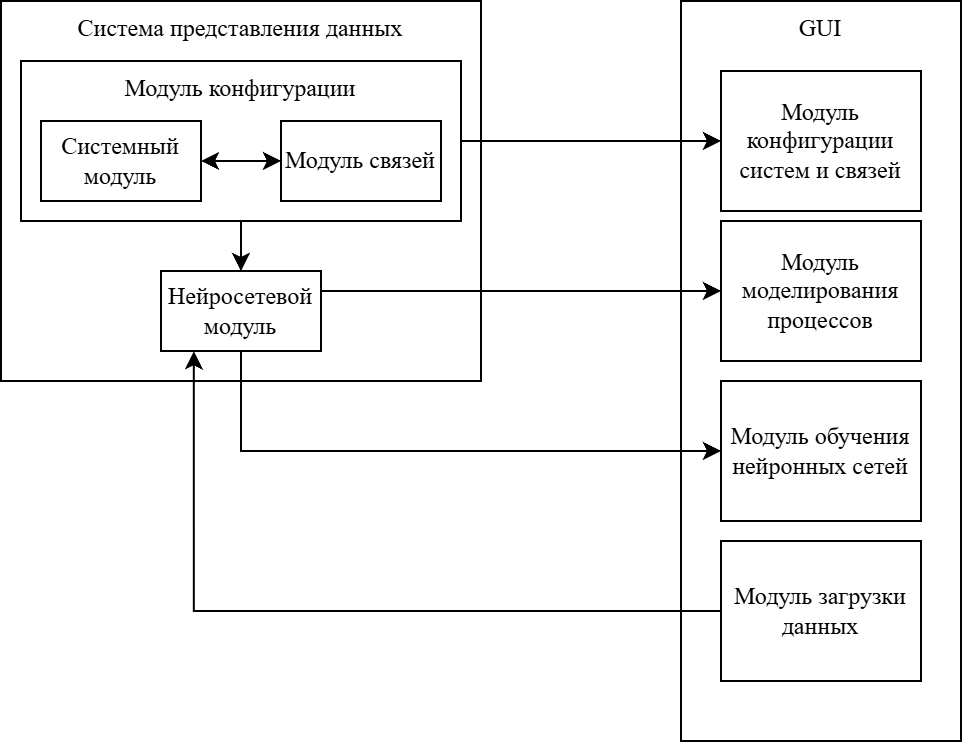 Система представления данных
Модуль конфигурации
Системный
модуль
Модуль связей
Нейросетевой
модуль
GUI
Модуль
конфигурации
систем и связей
Модуль
моделирования
процессов
Модуль обучения
нейронных сетей
Модуль загрузки
данных